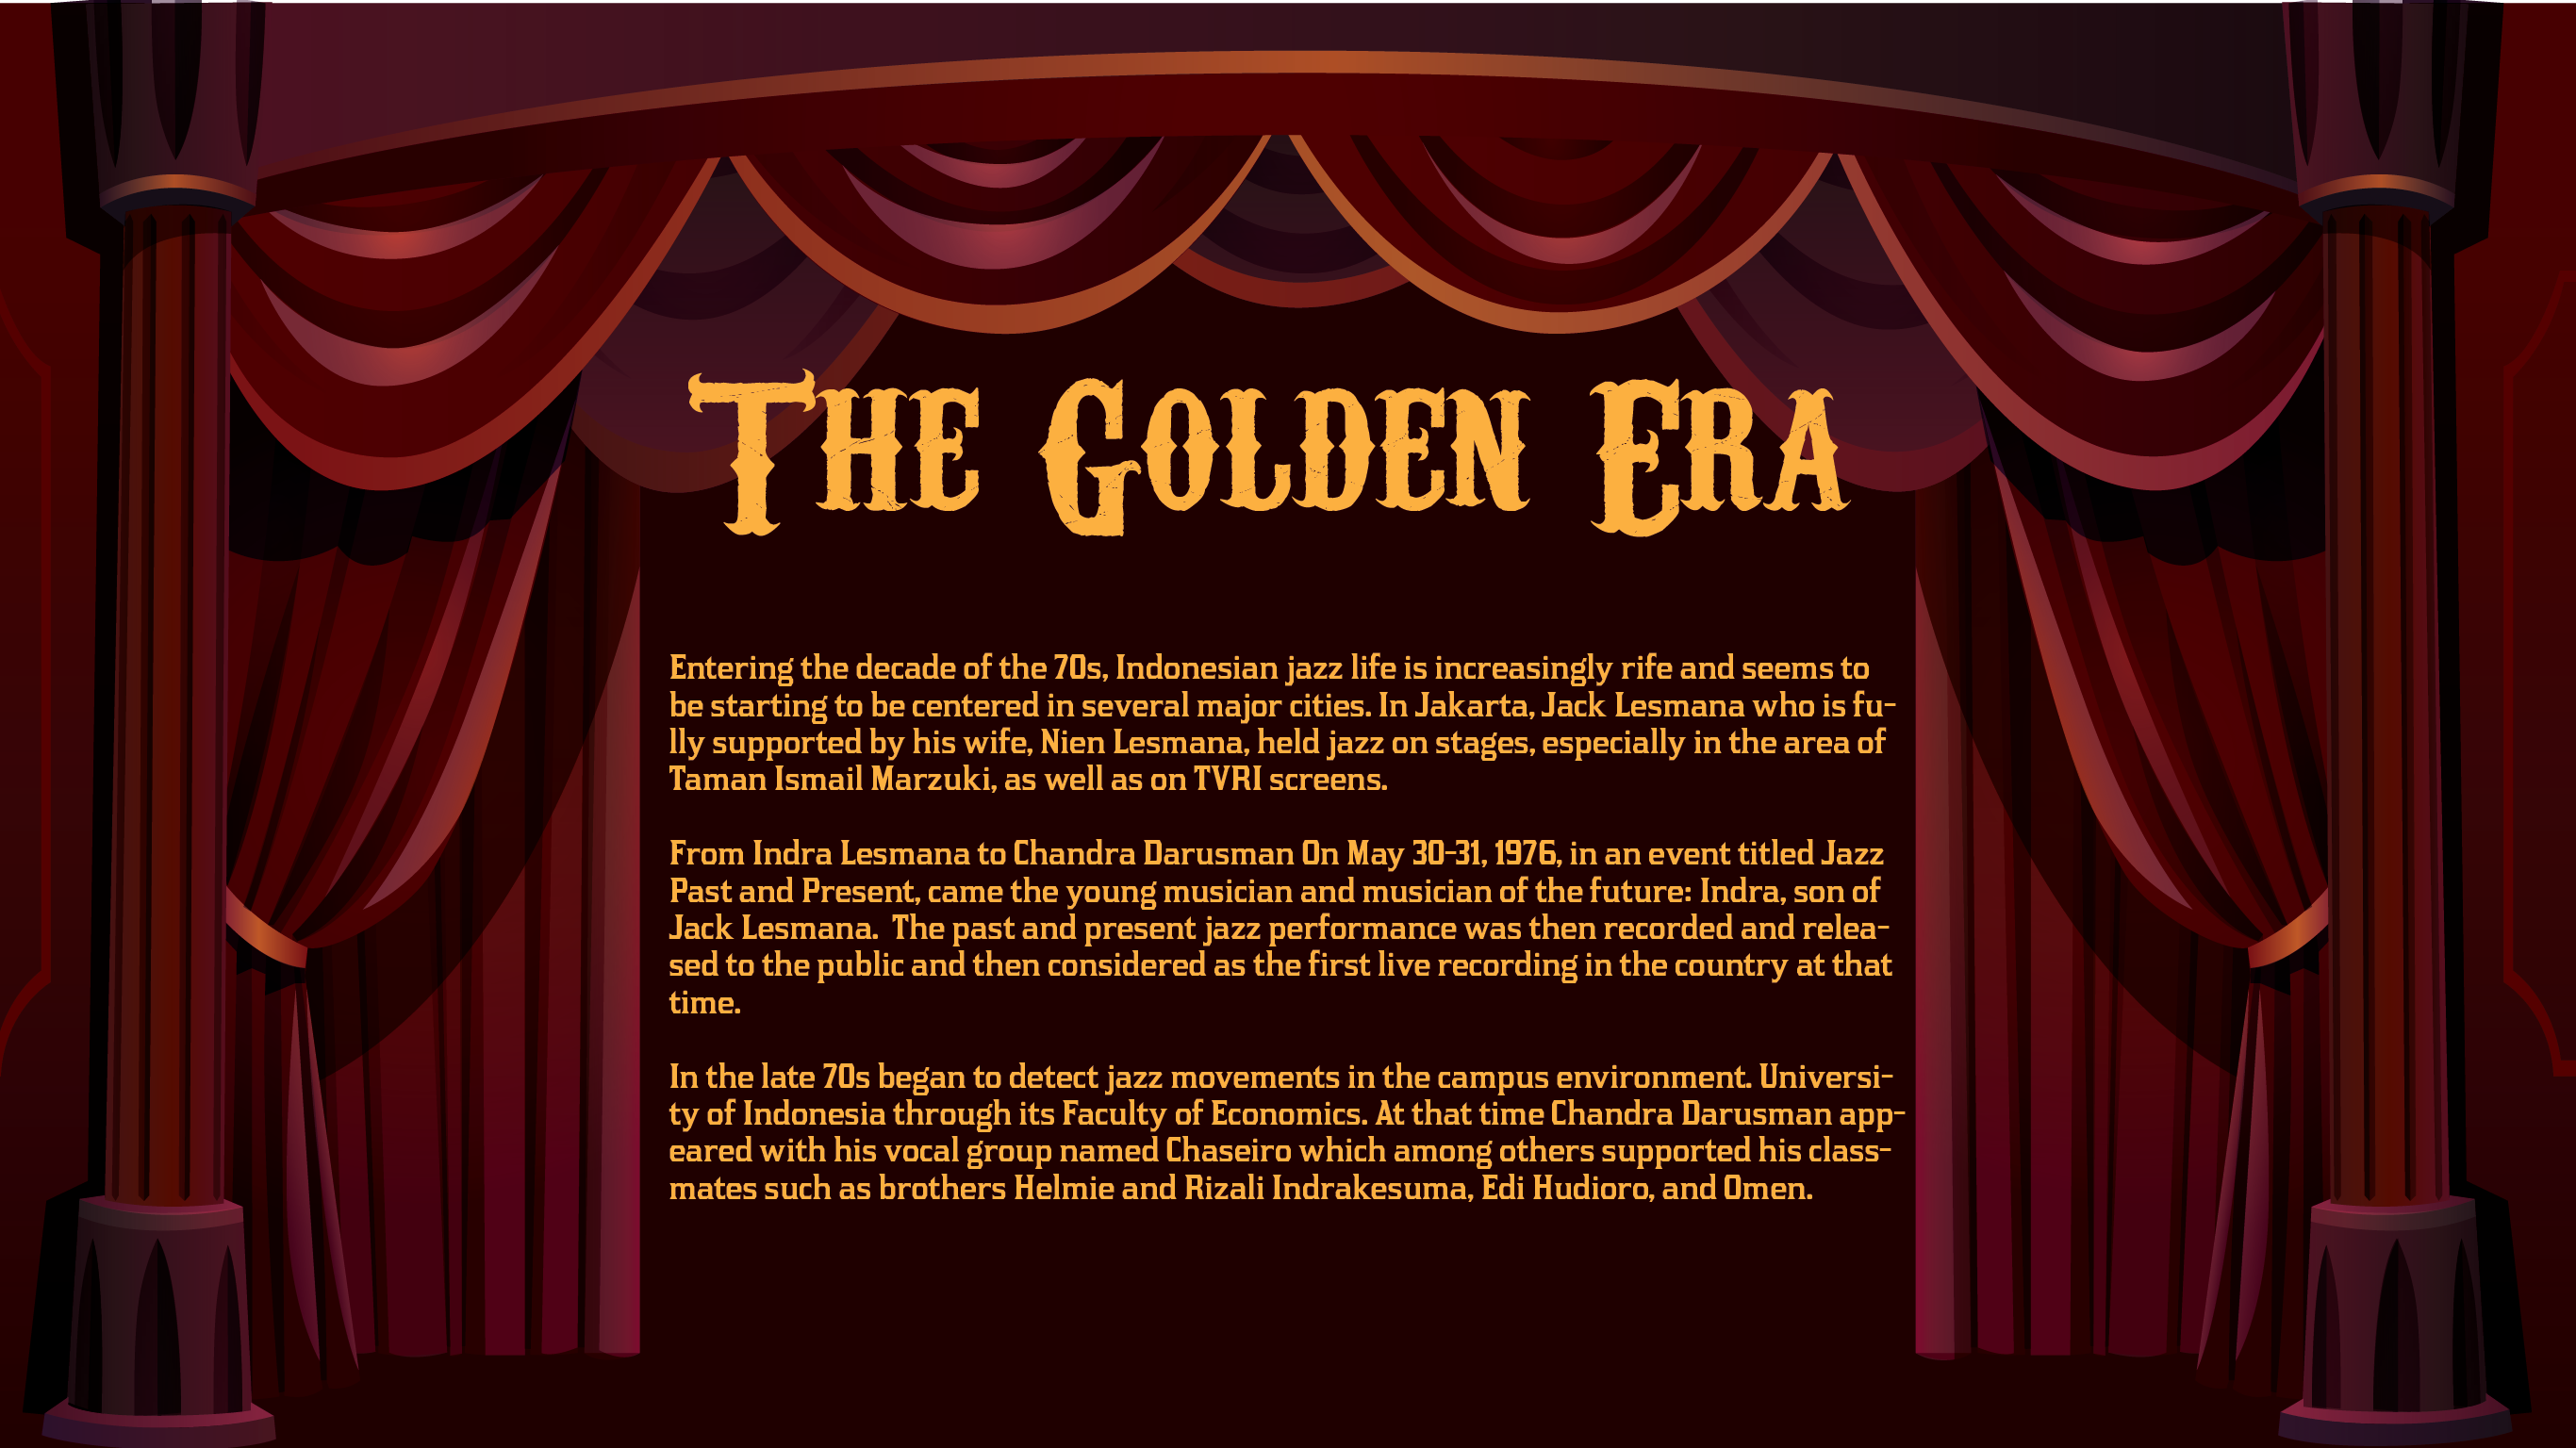 The Golden Era
Entering the decade of the 70s, Indonesian jazz life is increasingly rife and seems to
be starting to be centered in several major cities. In Jakarta, Jack Lesmana who is fu-
lly supported by his wife, Nien Lesmana, held jazz on stages, especially in the area of
Taman Ismail Marzuki, as well as on TVRI screens.
From Indra Lesmana to Chandra Darusman On May 30-31, 1976, in an event titled Jazz
Past and Present, came the young musician and musician of the future: Indra, son of
Jack Lesmana.  The past and present jazz performance was then recorded and relea-
sed to the public and then considered as the first live recording in the country at that
time.
In the late 70s began to detect jazz movements in the campus environment. Universi-
ty of Indonesia through its Faculty of Economics. At that time Chandra Darusman app-
eared with his vocal group named Chaseiro which among others supported his class-
mates such as brothers Helmie and Rizali Indrakesuma, Edi Hudioro, and Omen.